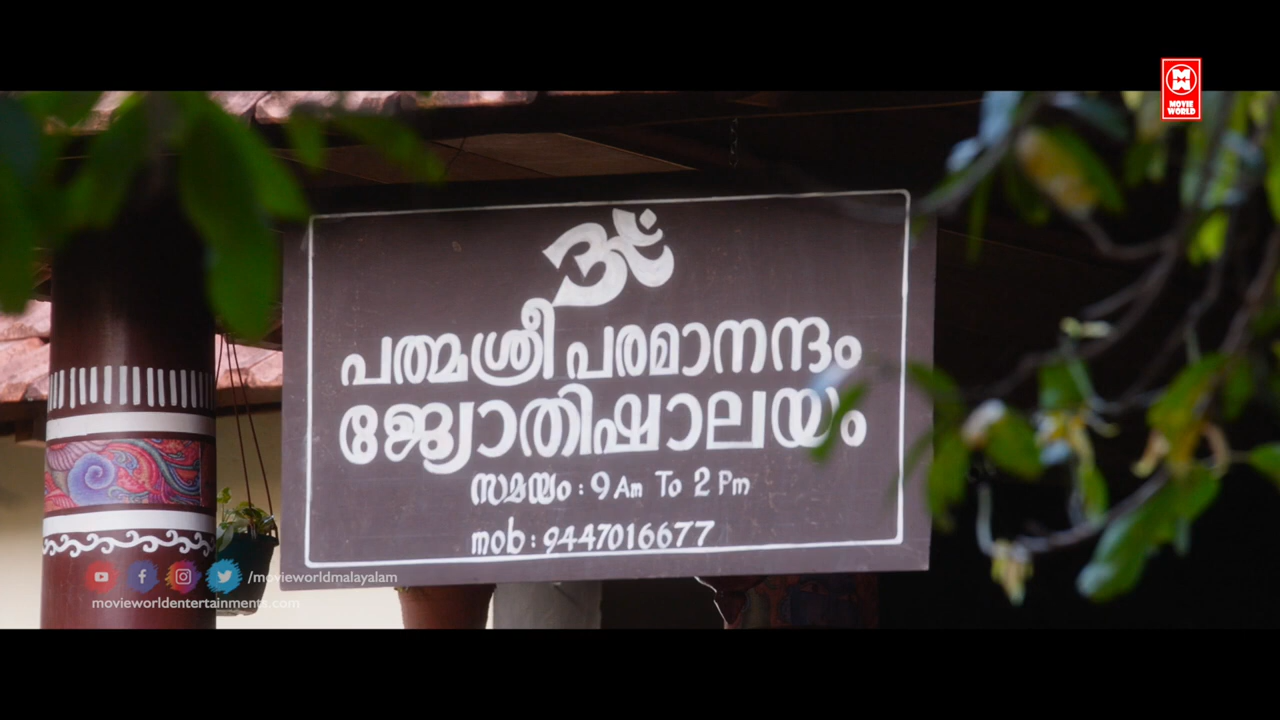 MOVIE
WORLD
ॐ
പത്മശ്രീ പരമാനന്ദം
ജ്യോതിഷാലയം
സമയം : 9 Am To 2 Pm
mob : 9447016677
/movieworldmalayalam
movieworldentertainments.com